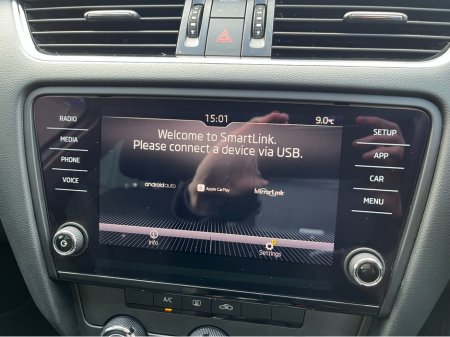 15:01
9.0°C
RADIO
MEDIA
PHONE
VOICE
Welcome to SmartLink.
Please connect a device via USB.
androidauto
Apple CarPlay
MirrorLink
Info
Settings
SETUP
APP
CAR
MENU
A/C